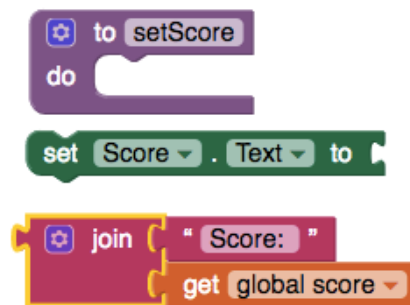 to setScore
do
set Score . Text to
join " Score: "
get global score